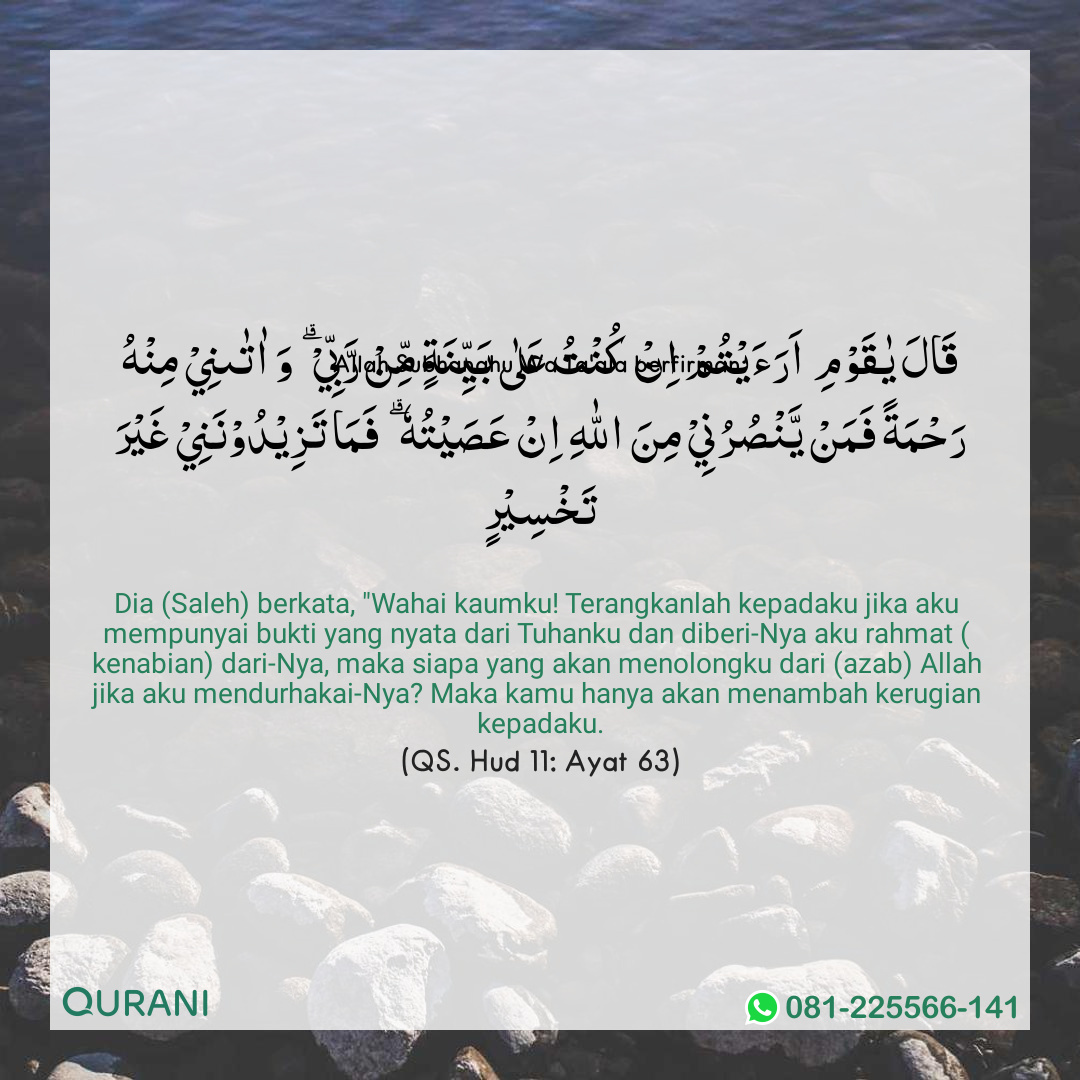 Allah Subhanahu Wa Ta'ala berfirman:
قَالَ يٰقَوْمِ اَرَءَيْتُمْ اِنْ كُنْتُ عَلٰى بَيِّنَةٍ مِّنْ رَّبِّيْۗ وَ اٰتٰىنِيْ مِنْهُ
رَحْمَةً فَمَنْ يَّنْصُرُنِيْ مِنَ اللّٰهِ اِنْ عَصَيْتُهٗۗ فَمَا تَزِيْدُوْنَنِيْ غَيْرَ
تَخْسِيْرٍ
Dia (Saleh) berkata, "Wahai kaumku! Terangkanlah kepadaku jika aku
mempunyai bukti yang nyata dari Tuhanku dan diberi-Nya aku rahmat (
kenabian) dari-Nya, maka siapa yang akan menolongku dari (azab) Allah
jika aku mendurhakai-Nya? Maka kamu hanya akan menambah kerugian
kepadaku.
(QS. Hud 11: Ayat 63)
QURANI
081-225566-141